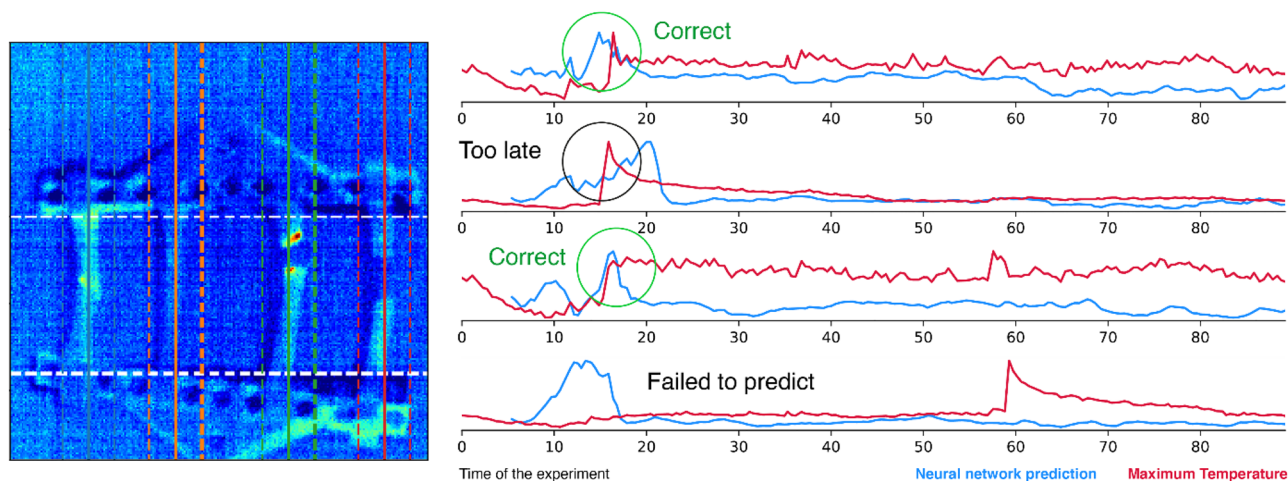 Correct
0 10 20 30 40 50 60 70 80
Too late
0 10 20 30 40 50 60 70 80
Correct
0 10 20 30 40 50 60 70 80
Failed to predict
0 10 20 30 40 50 60 70 80
Time of the experiment Neural network prediction Maximum Temperature